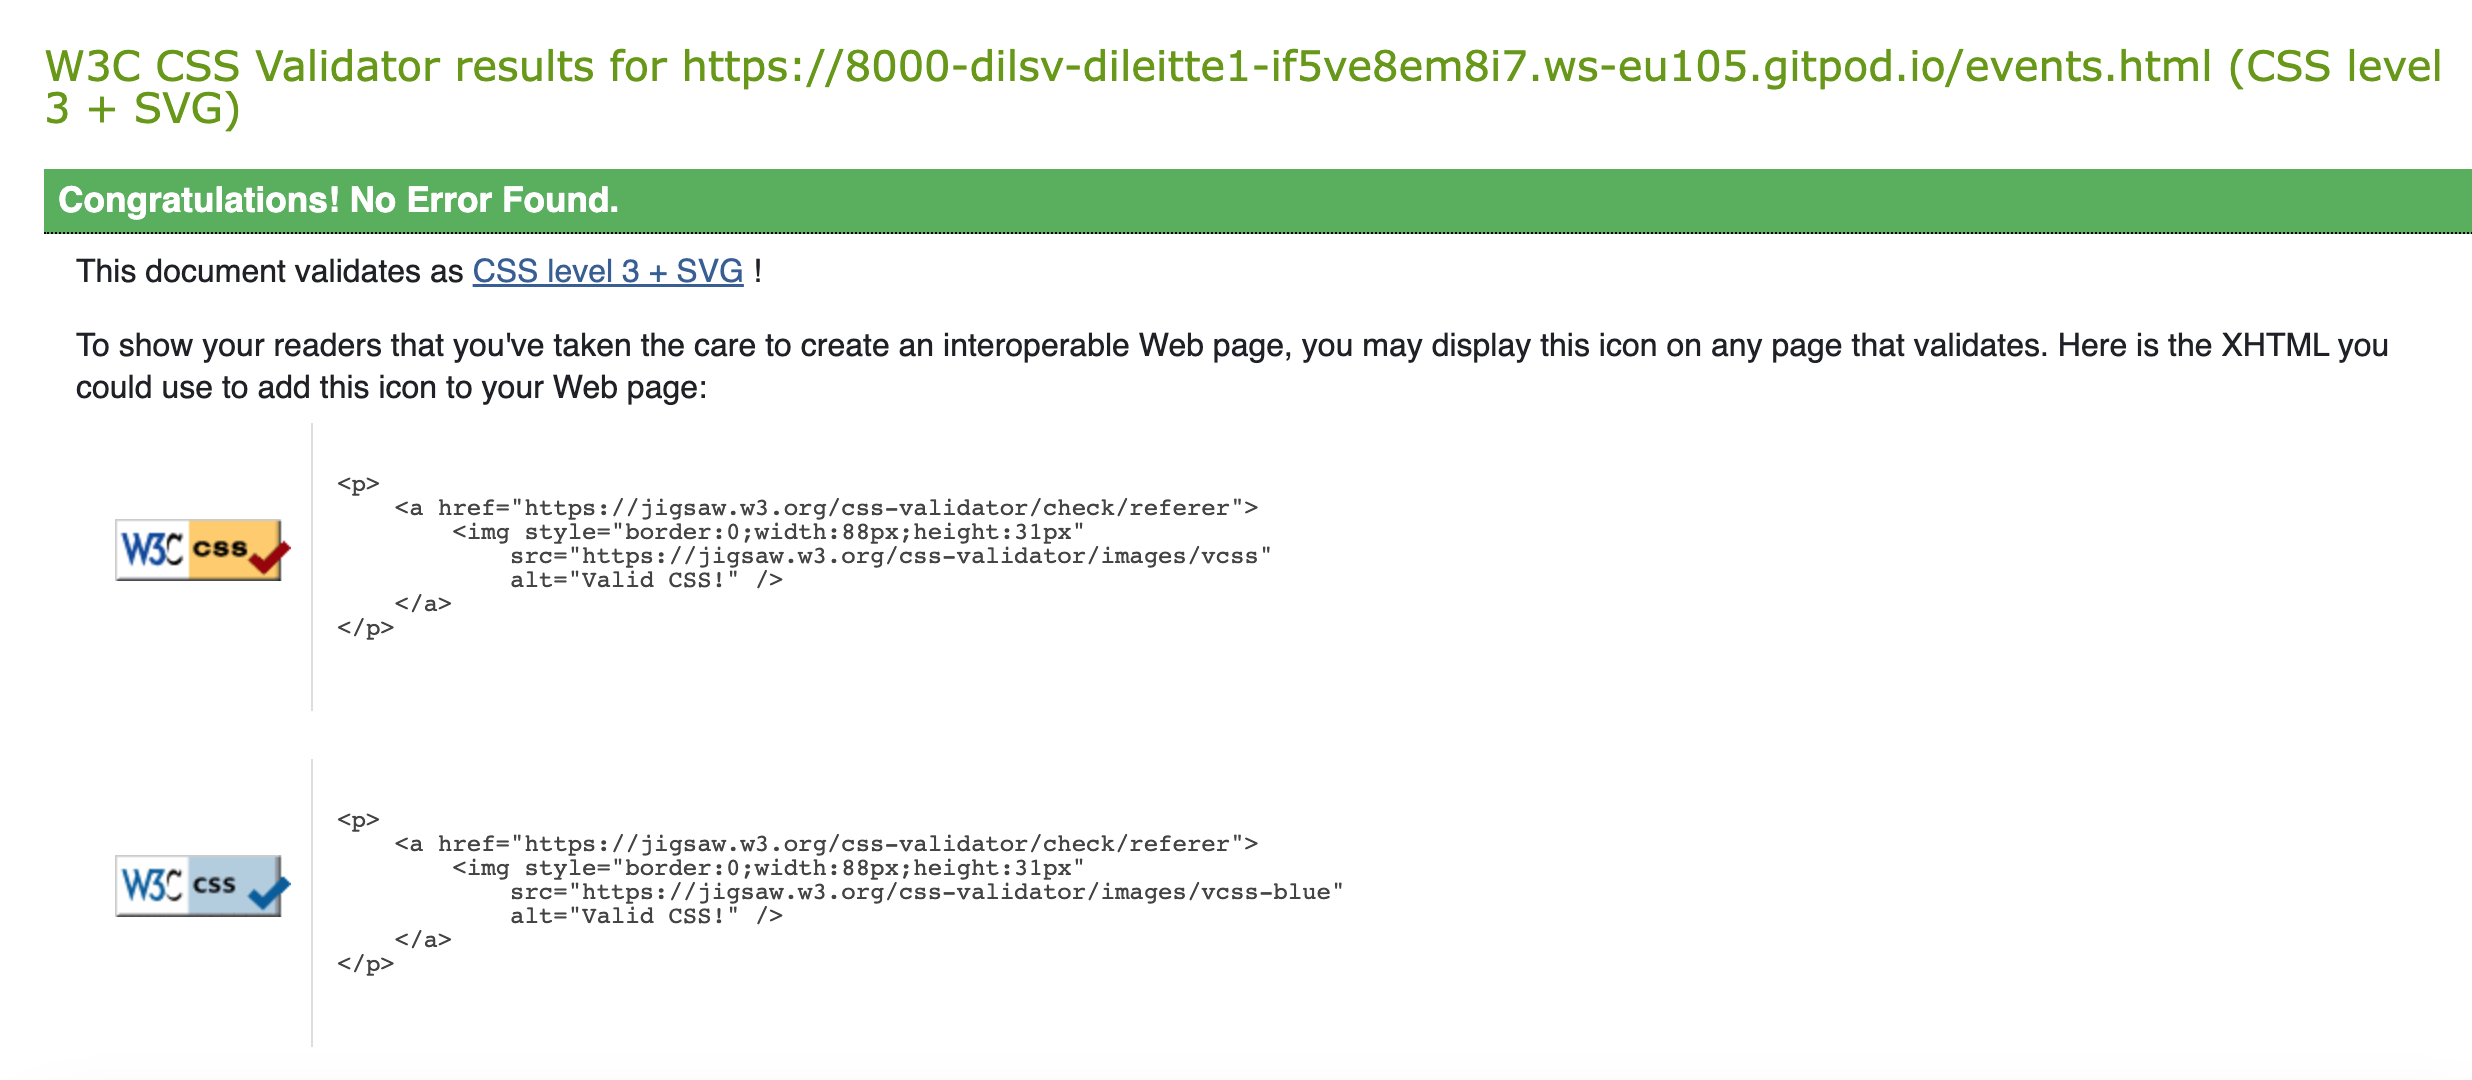 W3C CSS Validator results for https://8000-dilsv-dileitte1-if5ve8em8i7.ws-eu105.gitpod.io/events.html (CSS level
3 + SVG)
Congratulations! No Error Found.
This document validates as CSS level 3 + SVG !
To show your readers that you've taken the care to create an interoperable Web page, you may display this icon on any page that validates. Here is the XHTML you
could use to add this icon to your Web page:
W3C css
<p>
    <a href="https://jigsaw.w3.org/css-validator/check/referer">
        <img style="border:0;width:88px;height:31px"
            src="https://jigsaw.w3.org/css-validator/images/vcss"
            alt="Valid CSS!" />
    </a>
</p>
W3C css
<p>
    <a href="https://jigsaw.w3.org/css-validator/check/referer">
        <img style="border:0;width:88px;height:31px"
            src="https://jigsaw.w3.org/css-validator/images/vcss-blue"
            alt="Valid CSS!" />
    </a>
</p>